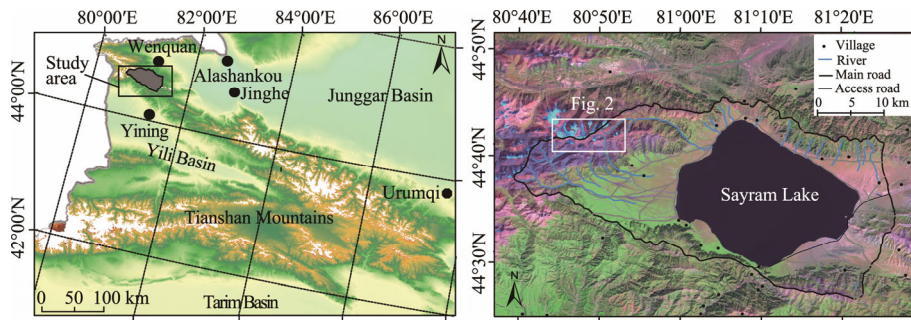 80°00′E
82°00′E
84°00′E
86°00′E
44°00′N
42°00′N
N
Wenquan
Study
area
Alashankou
Jinghe
Junggar Basin
Yining
Yili Basin
Urumqi
Tianshan Mountains
0 50 100 km
Tarim Basin
80°40′E
80°50′E
81°00′E
81°10′E
81°20′E
44°50′N
44°40′N
44°30′N
Village
River
Main road
Access road
0 5 10 km
Fig. 2
Sayram Lake
N